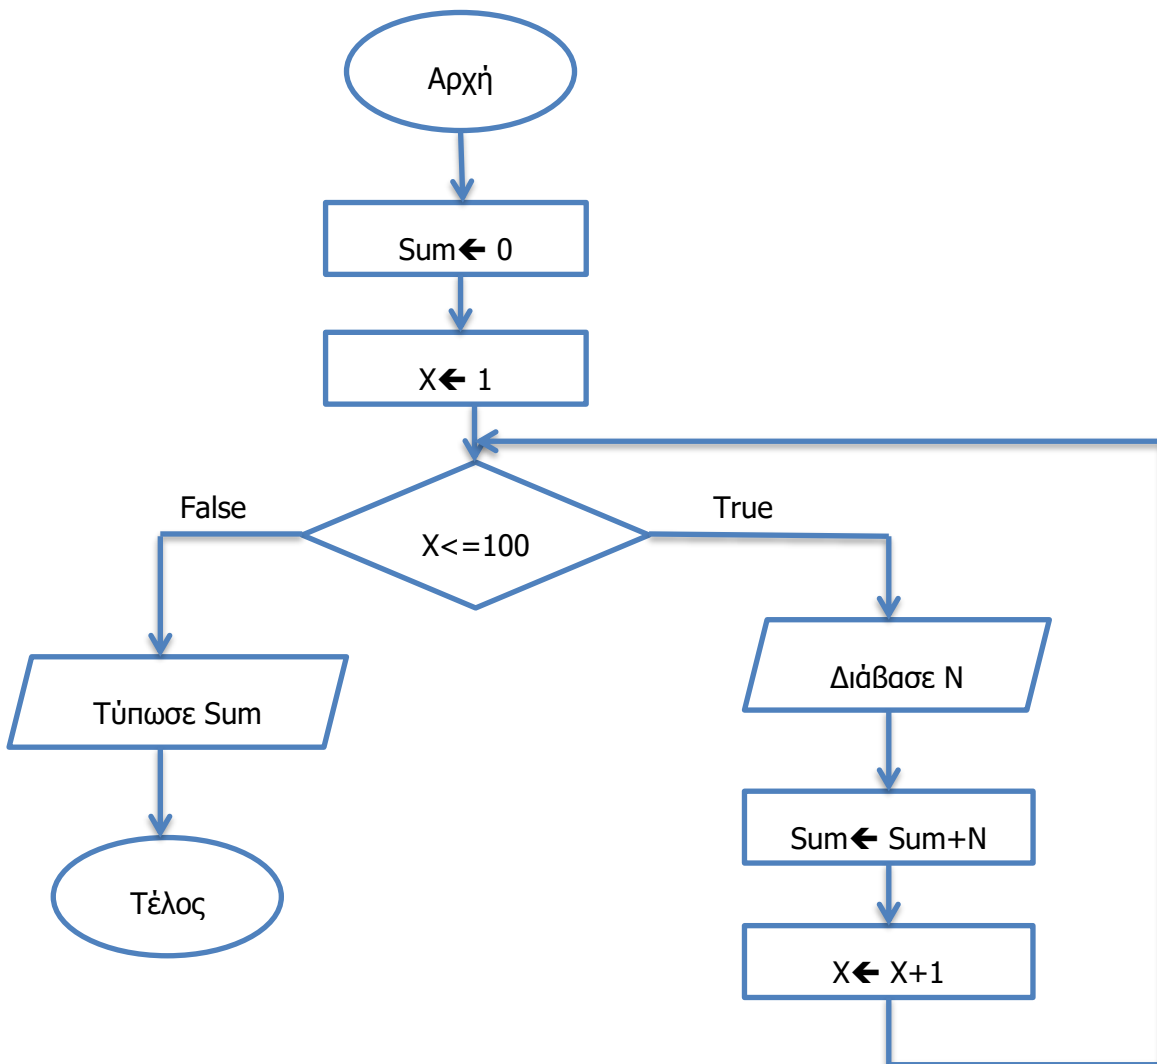 Αρχή
Sum🡸 0
X🡸 1
False
True
X<=100
Διάβασε N
Τύπωσε Sum
Sum🡸 Sum+N
Τέλος
X🡸 X+1